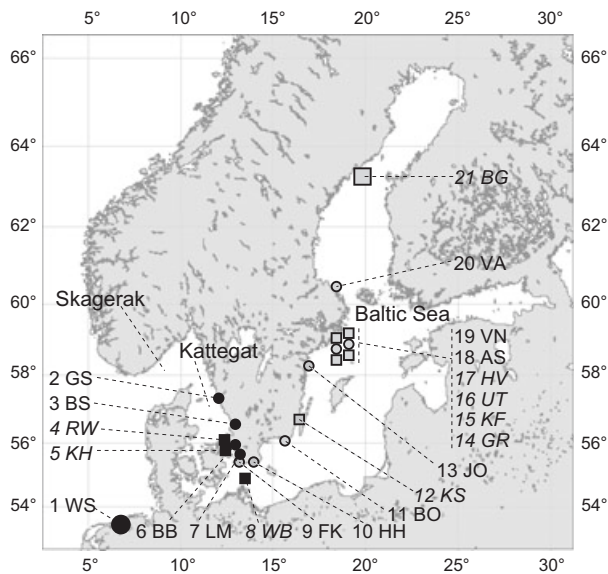 5° 10° 15° 20° 25° 30°
66° 66°
64° 64°
21 BG
62° 62°
20 VA
60° 60°
Skagerak Baltic Sea
19 VN
Kattegat 18 AS
58° 17 HV 58°
2 GS 16 UT
3 BS 15 KF
4 RW 14 GR
56° 56°
5 KH 13 JO
12 KS
54° 54°
1 WS 11 BO
6 BB 7 LM 8 WB 9 FK 10 HH
5° 10° 15° 20° 25° 30°